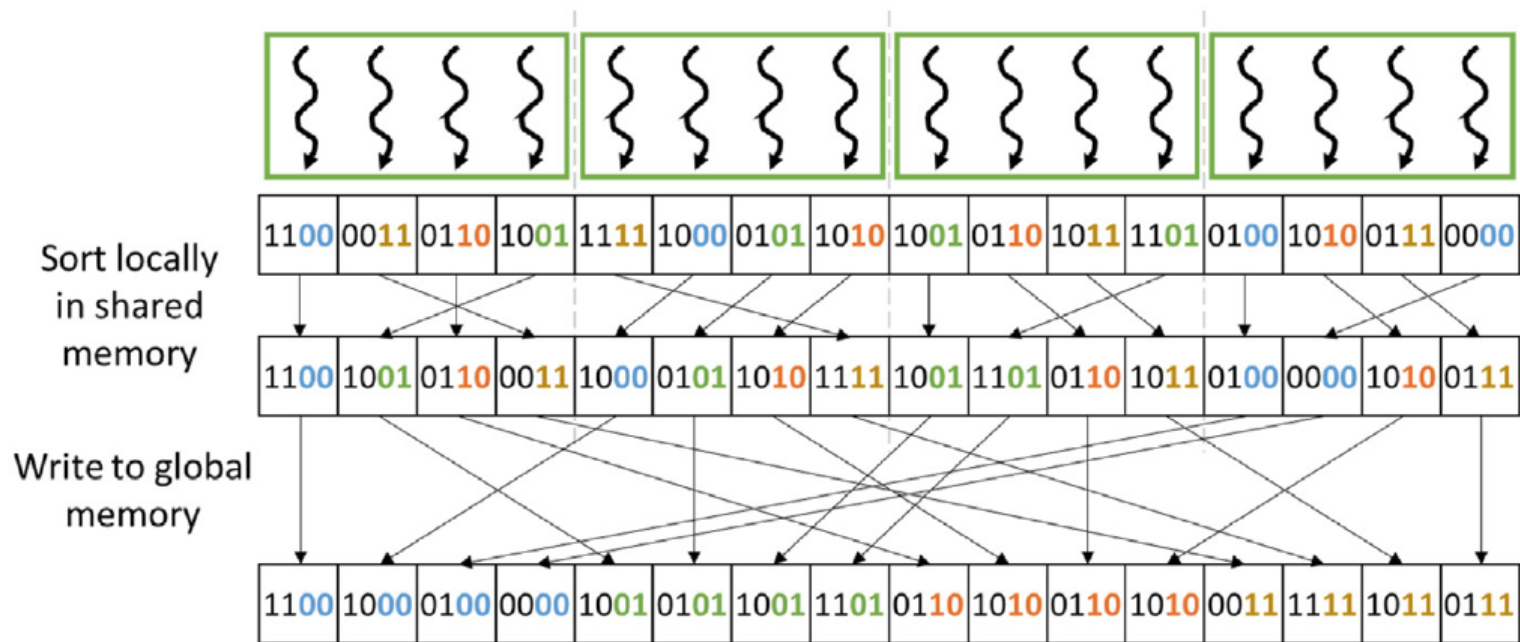 1100 0011 0110 1001 1111 1000 0101 1010 1001 0110 1011 1101 0100 1010 0111 0000
Sort locally
in shared
memory
1100 1001 0110 0011 1000 0101 1010 1111 1001 1101 0110 1011 0100 0000 1010 0111
Write to global
memory
1100 1000 0100 0000 1001 0101 1001 1101 0110 1010 0110 1010 0011 1111 1011 0111